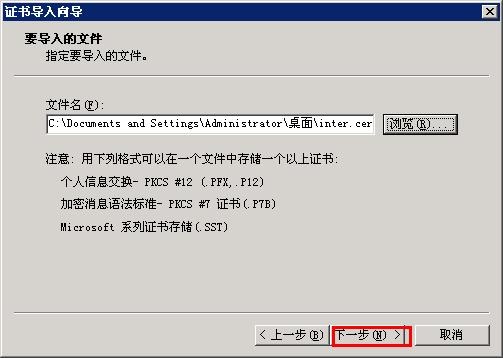 证书导入向导
要导入的文件
指定要导入的文件。
文件名(F):
C:\Documents and Settings\Administrator\桌面\inter.cer
浏览(R)...
注意: 用下列格式可以在一个文件中存储一个以上证书:
个人信息交换- PKCS #12 (.PFX,.P12)
加密消息语法标准- PKCS #7 证书(.P7B)
Microsoft 系列证书存储(.SST)
< 上一步(B) 下一步(N) > 取消